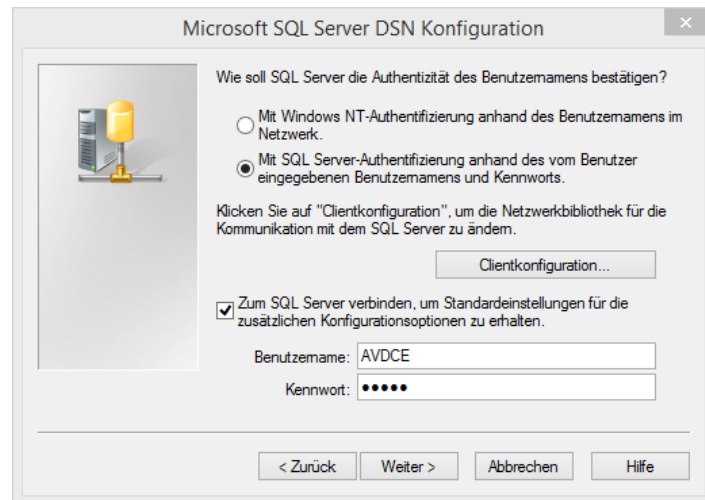 Microsoft SQL Server DSN Konfiguration
Wie soll SQL Server die Authentizität des Benutzernamens bestätigen?
Mit Windows NT-Authentifizierung anhand des Benutzernamens im
Netzwerk.
Mit SQL Server-Authentifizierung anhand des vom Benutzer
eingegebenen Benutzernamens und Kennworts.
Klicken Sie auf "Clientkonfiguration", um die Netzwerkbibliothek für die
Kommunikation mit dem SQL Server zu ändern.
Clientkonfiguration...
Zum SQL Server verbinden, um Standardeinstellungen für die
zusätzlichen Konfigurationsoptionen zu erhalten.
Benutzername: AVDCE
Kennwort: •••••
< Zurück Weiter > Abbrechen Hilfe